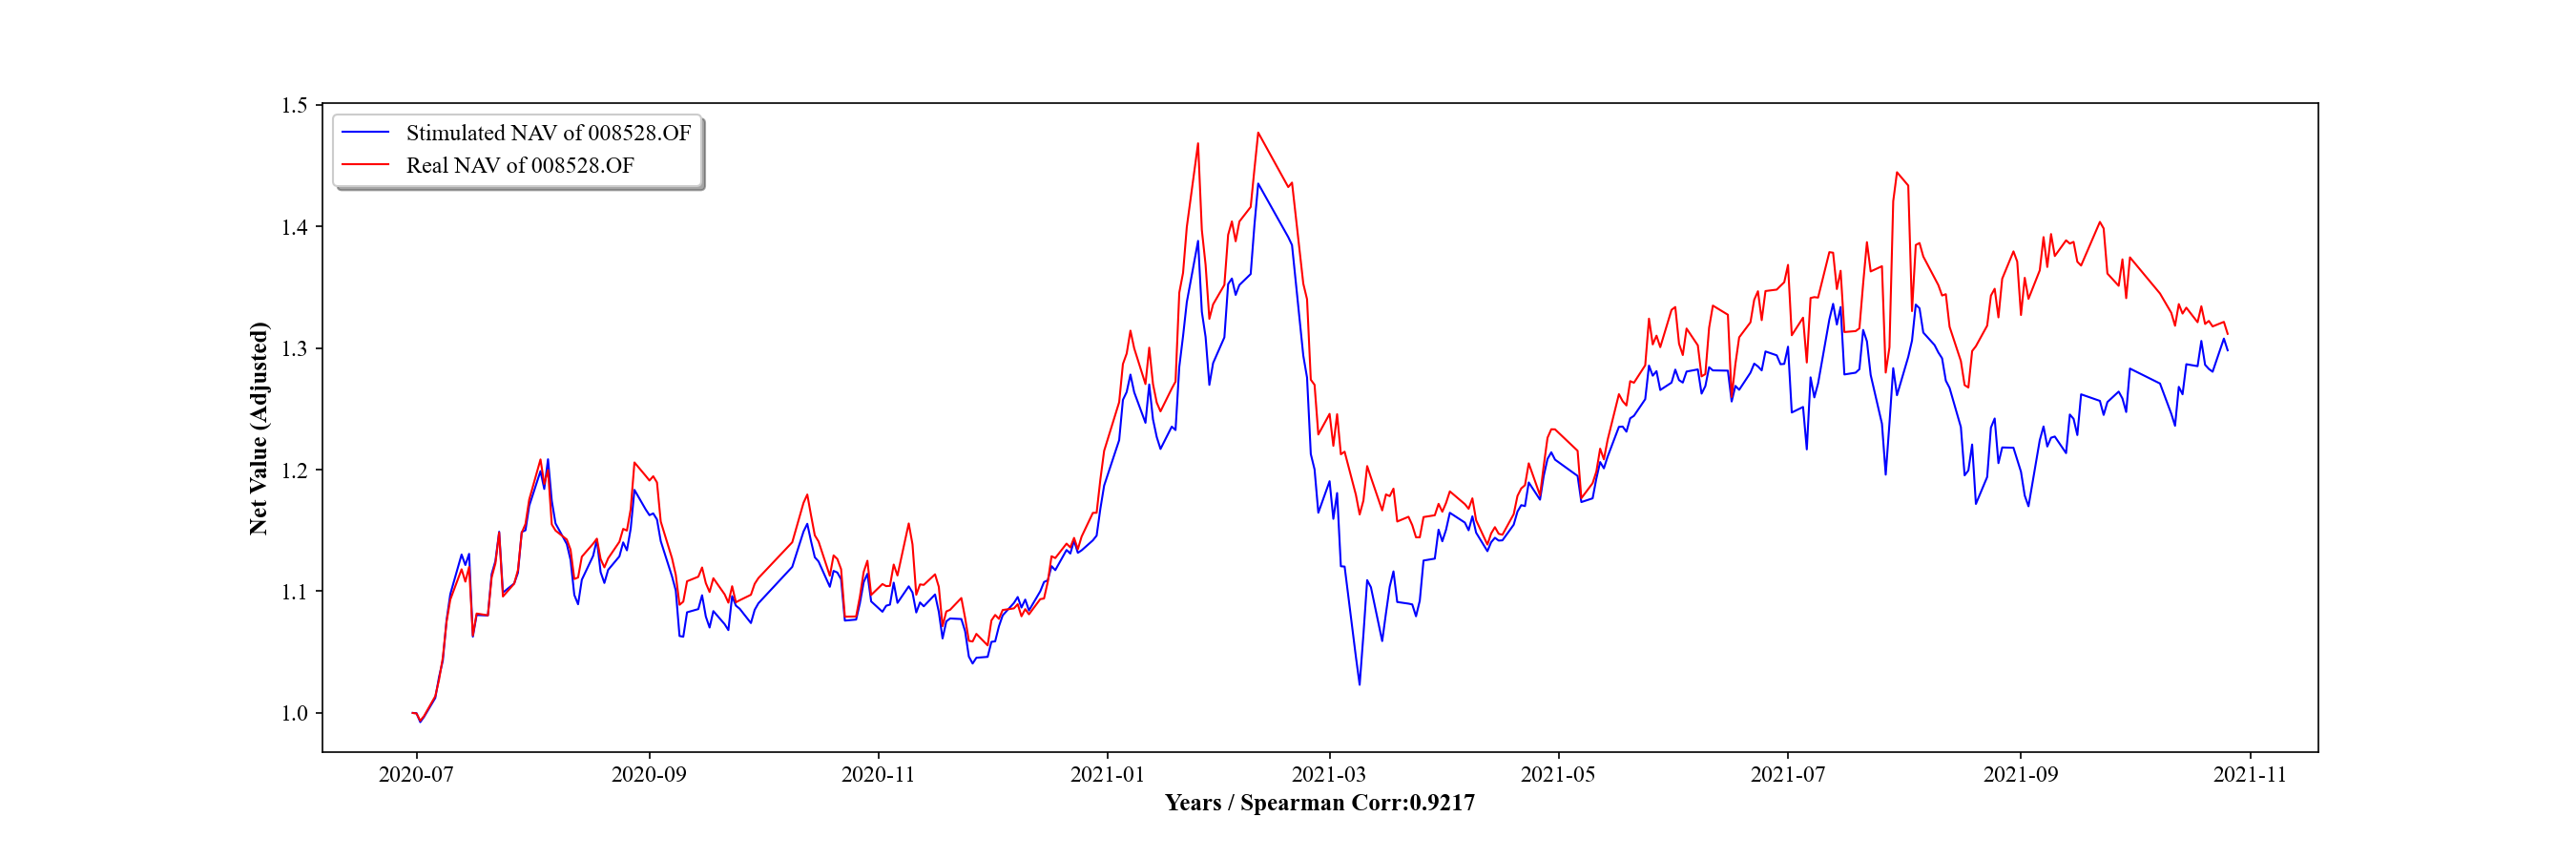 Stimulated NAV of 008528.OF
Real NAV of 008528.OF
Net Value (Adjusted)
1.5
1.4
1.3
1.2
1.1
1.0
2020-07 2020-09 2020-11 2021-01 2021-03 2021-05 2021-07 2021-09 2021-11
Years / Spearman Corr:0.9217